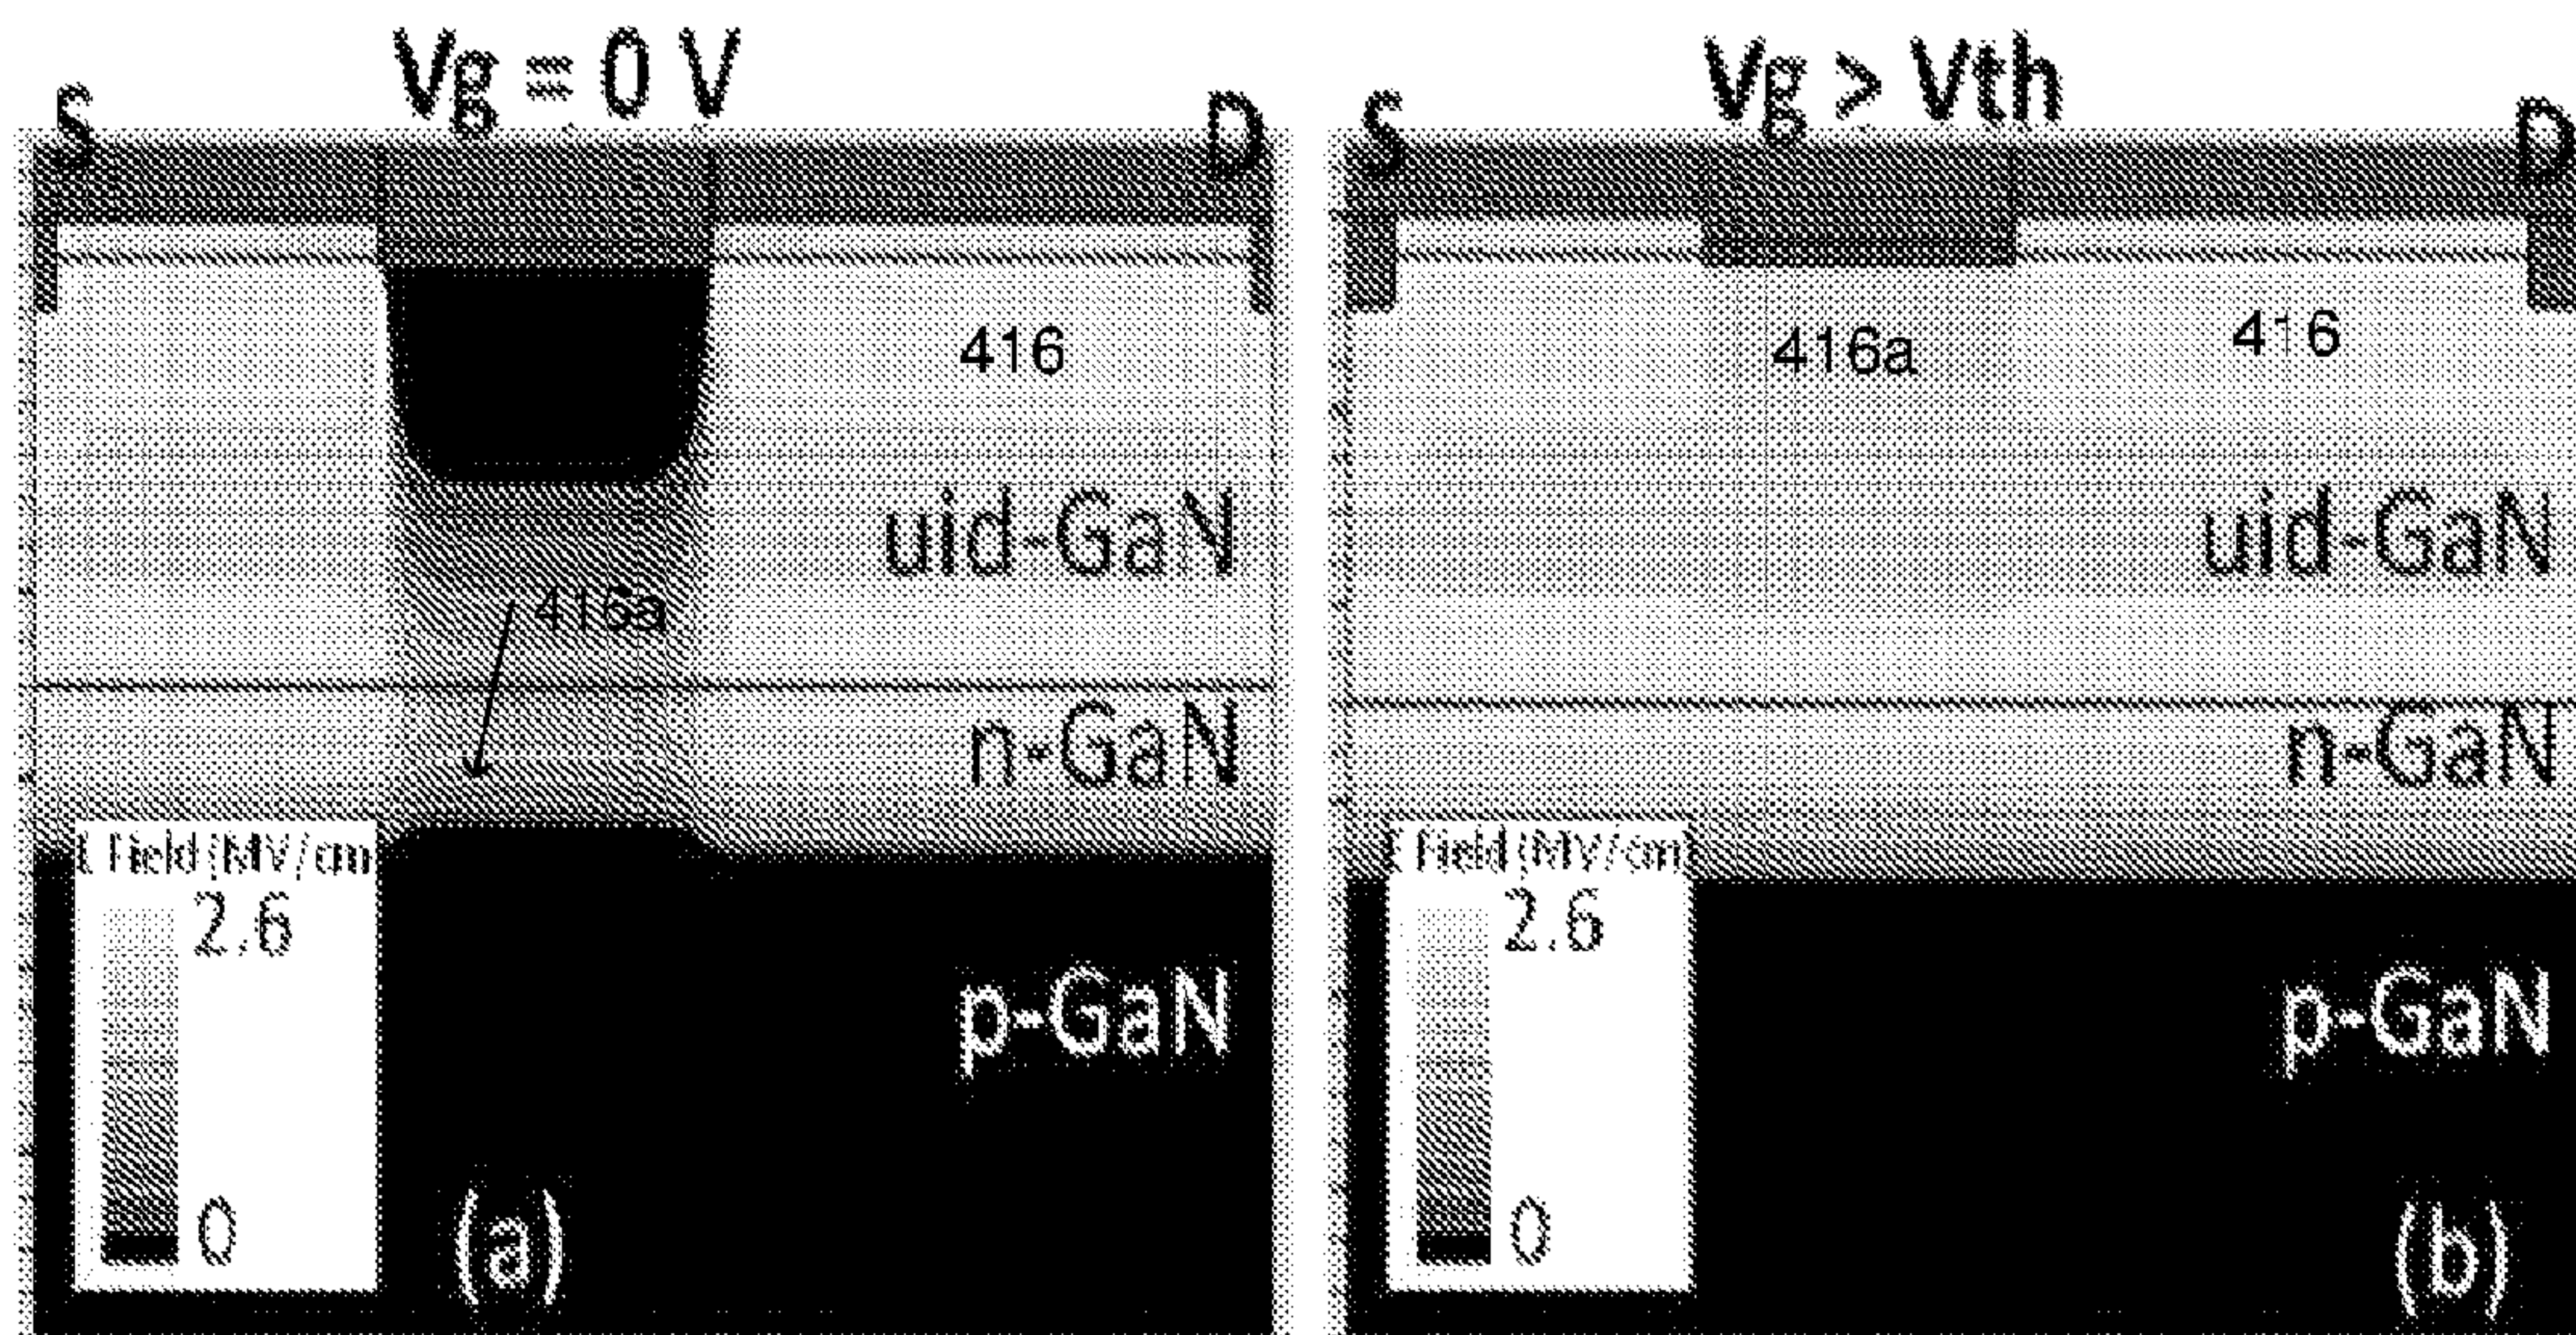 Vg = 0 V
S
D
416
uid-GaN
416a
n-GaN
E Field (MV/cm
2.6
0
p-GaN
(a)
Vg > Vth
S
D
416a
416
uid-GaN
n-GaN
E Field (MV/cm)
2.6
0
p-GaN
(b)